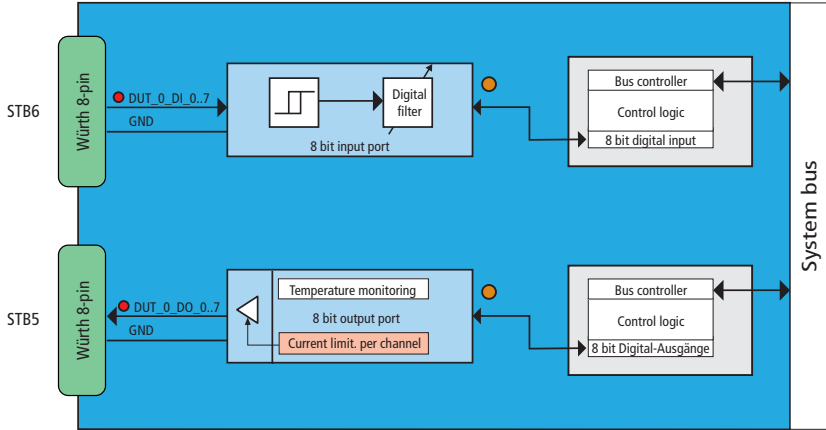 STB6
Würth 8-pin
DUT_0_DI_0..7
GND
Digital
filter
8 bit input port
Bus controller
Control logic
8 bit digital input
System bus
STB5
Würth 8-pin
DUT_0_DO_0..7
GND
Temperature monitoring
8 bit output port
Current limit. per channel
Bus controller
Control logic
8 bit Digital-Ausgänge